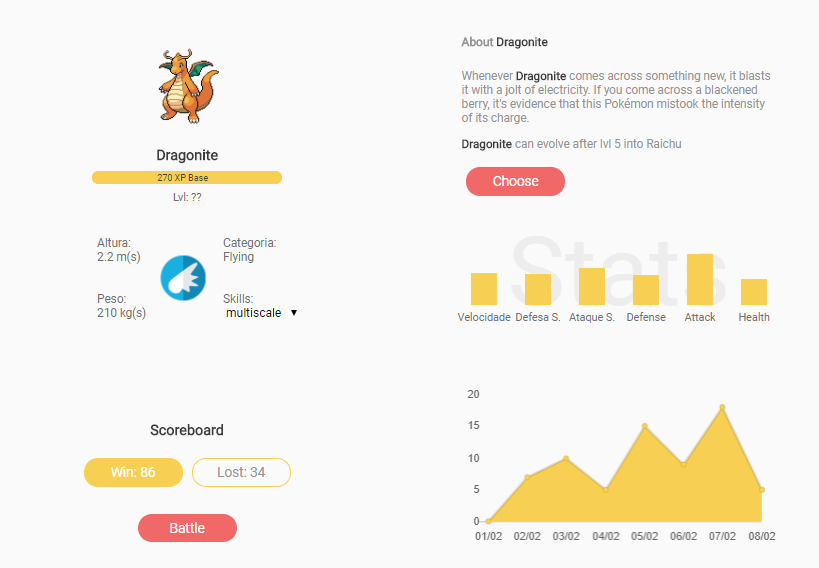 Dragonite
270 XP Base
Lvl: ??
Altura:
2.2 m(s)
Categoria:
Flying
Peso:
210 kg(s)
Skills:
multiscale ▼
Scoreboard
Win: 86
Lost: 34
Battle
About Dragonite
Whenever Dragonite comes across something new, it blasts
it with a jolt of electricity. If you come across a blackened
berry, it's evidence that this Pokémon mistook the intensity
of its charge.
Dragonite can evolve after lvl 5 into Raichu
Choose
Stats
Velocidade Defesa S. Ataque S. Defense Attack Health
20
15
10
5
0
01/02 02/02 03/02 04/02 05/02 06/02 07/02 08/02